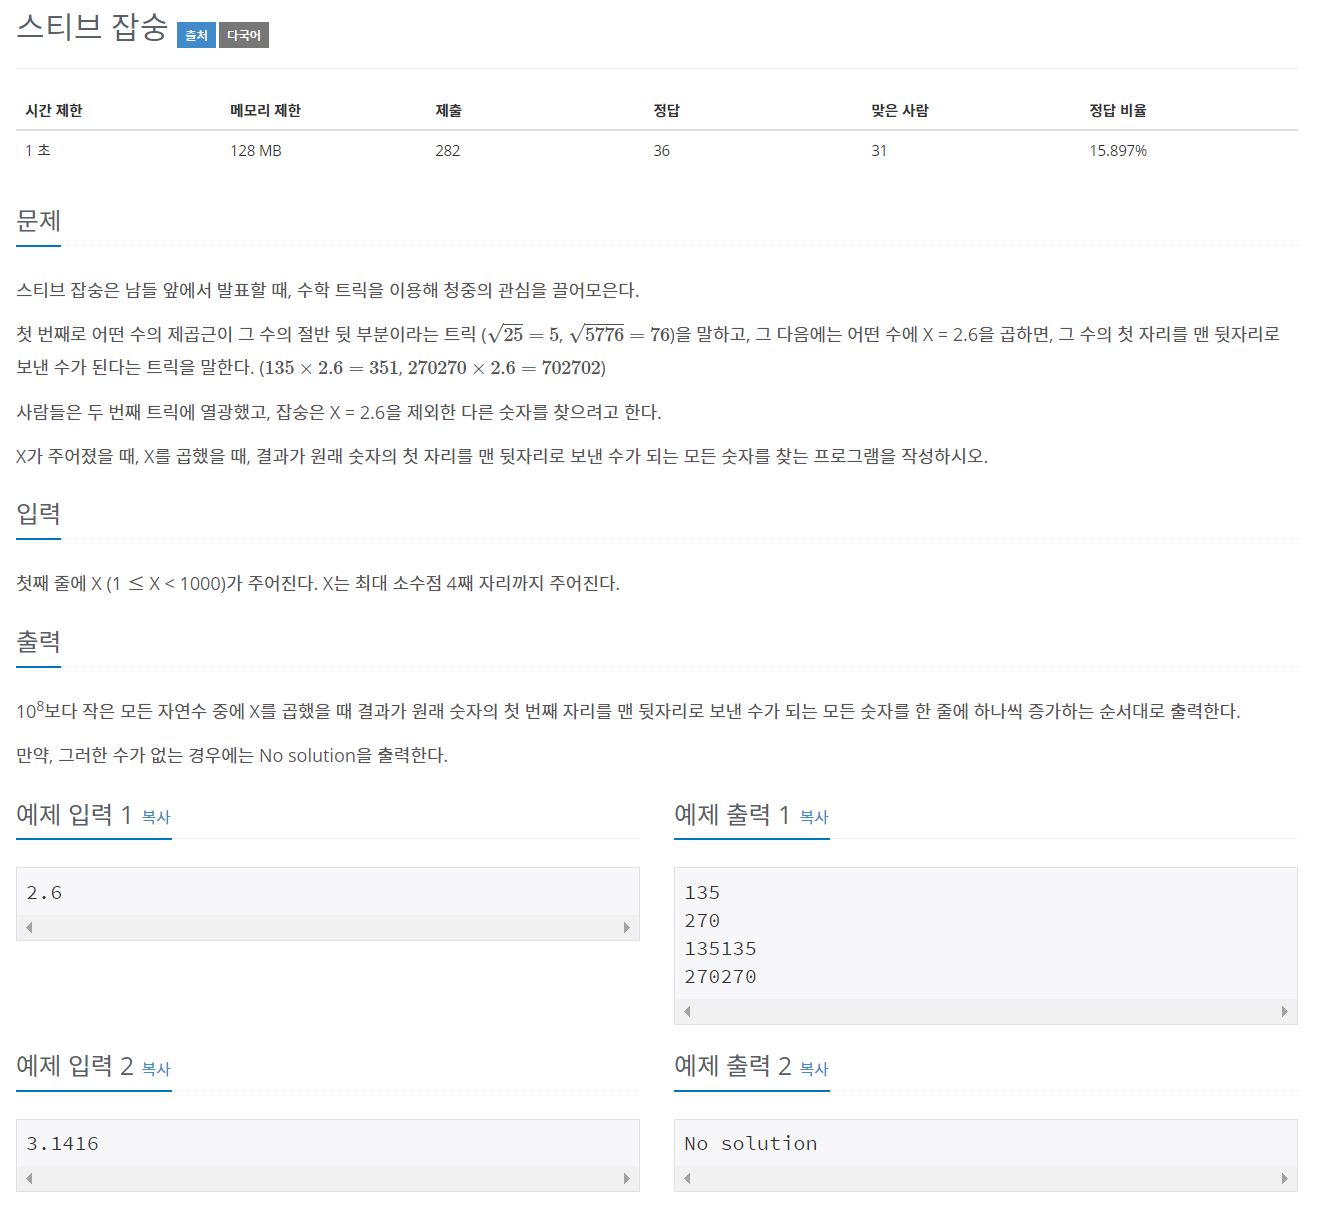 스티브 잡숭 출처 다국어
시간 제한 메모리 제한 제출 정답 맞은 사람 정답 비율
1 초 128 MB 282 36 31 15.897%
문제
스티브 잡숭은 남들 앞에서 발표할 때, 수학 트릭을 이용해 청중의 관심을 끌어모은다.
첫 번째로 어떤 수의 제곱근이 그 수의 절반 뒷 부분이라는 트릭 (√25 = 5, √5776 = 76)을 말하고, 그 다음에는 어떤 수에 X = 2.6을 곱하면, 그 수의 첫 자리를 맨 뒷자리로
보낸 수가 된다는 트릭을 말한다. (135 × 2.6 = 351, 270270 × 2.6 = 702702)
사람들은 두 번째 트릭에 열광했고, 잡숭은 X = 2.6을 제외한 다른 숫자를 찾으려고 한다.
X가 주어졌을 때, X를 곱했을 때, 결과가 원래 숫자의 첫 자리를 맨 뒷자리로 보낸 수가 되는 모든 숫자를 찾는 프로그램을 작성하시오.
입력
첫째 줄에 X (1 ≤ X < 1000)가 주어진다. X는 최대 소수점 4째 자리까지 주어진다.
출력
10⁸보다 작은 모든 자연수 중에 X를 곱했을 때 결과가 원래 숫자의 첫 번째 자리를 맨 뒷자리로 보낸 수가 되는 모든 숫자를 한 줄에 하나씩 증가하는 순서대로 출력한다.
만약, 그러한 수가 없는 경우에는 No solution을 출력한다.
예제 입력 1 복사
2.6
예제 출력 1 복사
135
270
135135
270270
예제 입력 2 복사
3.1416
예제 출력 2 복사
No solution